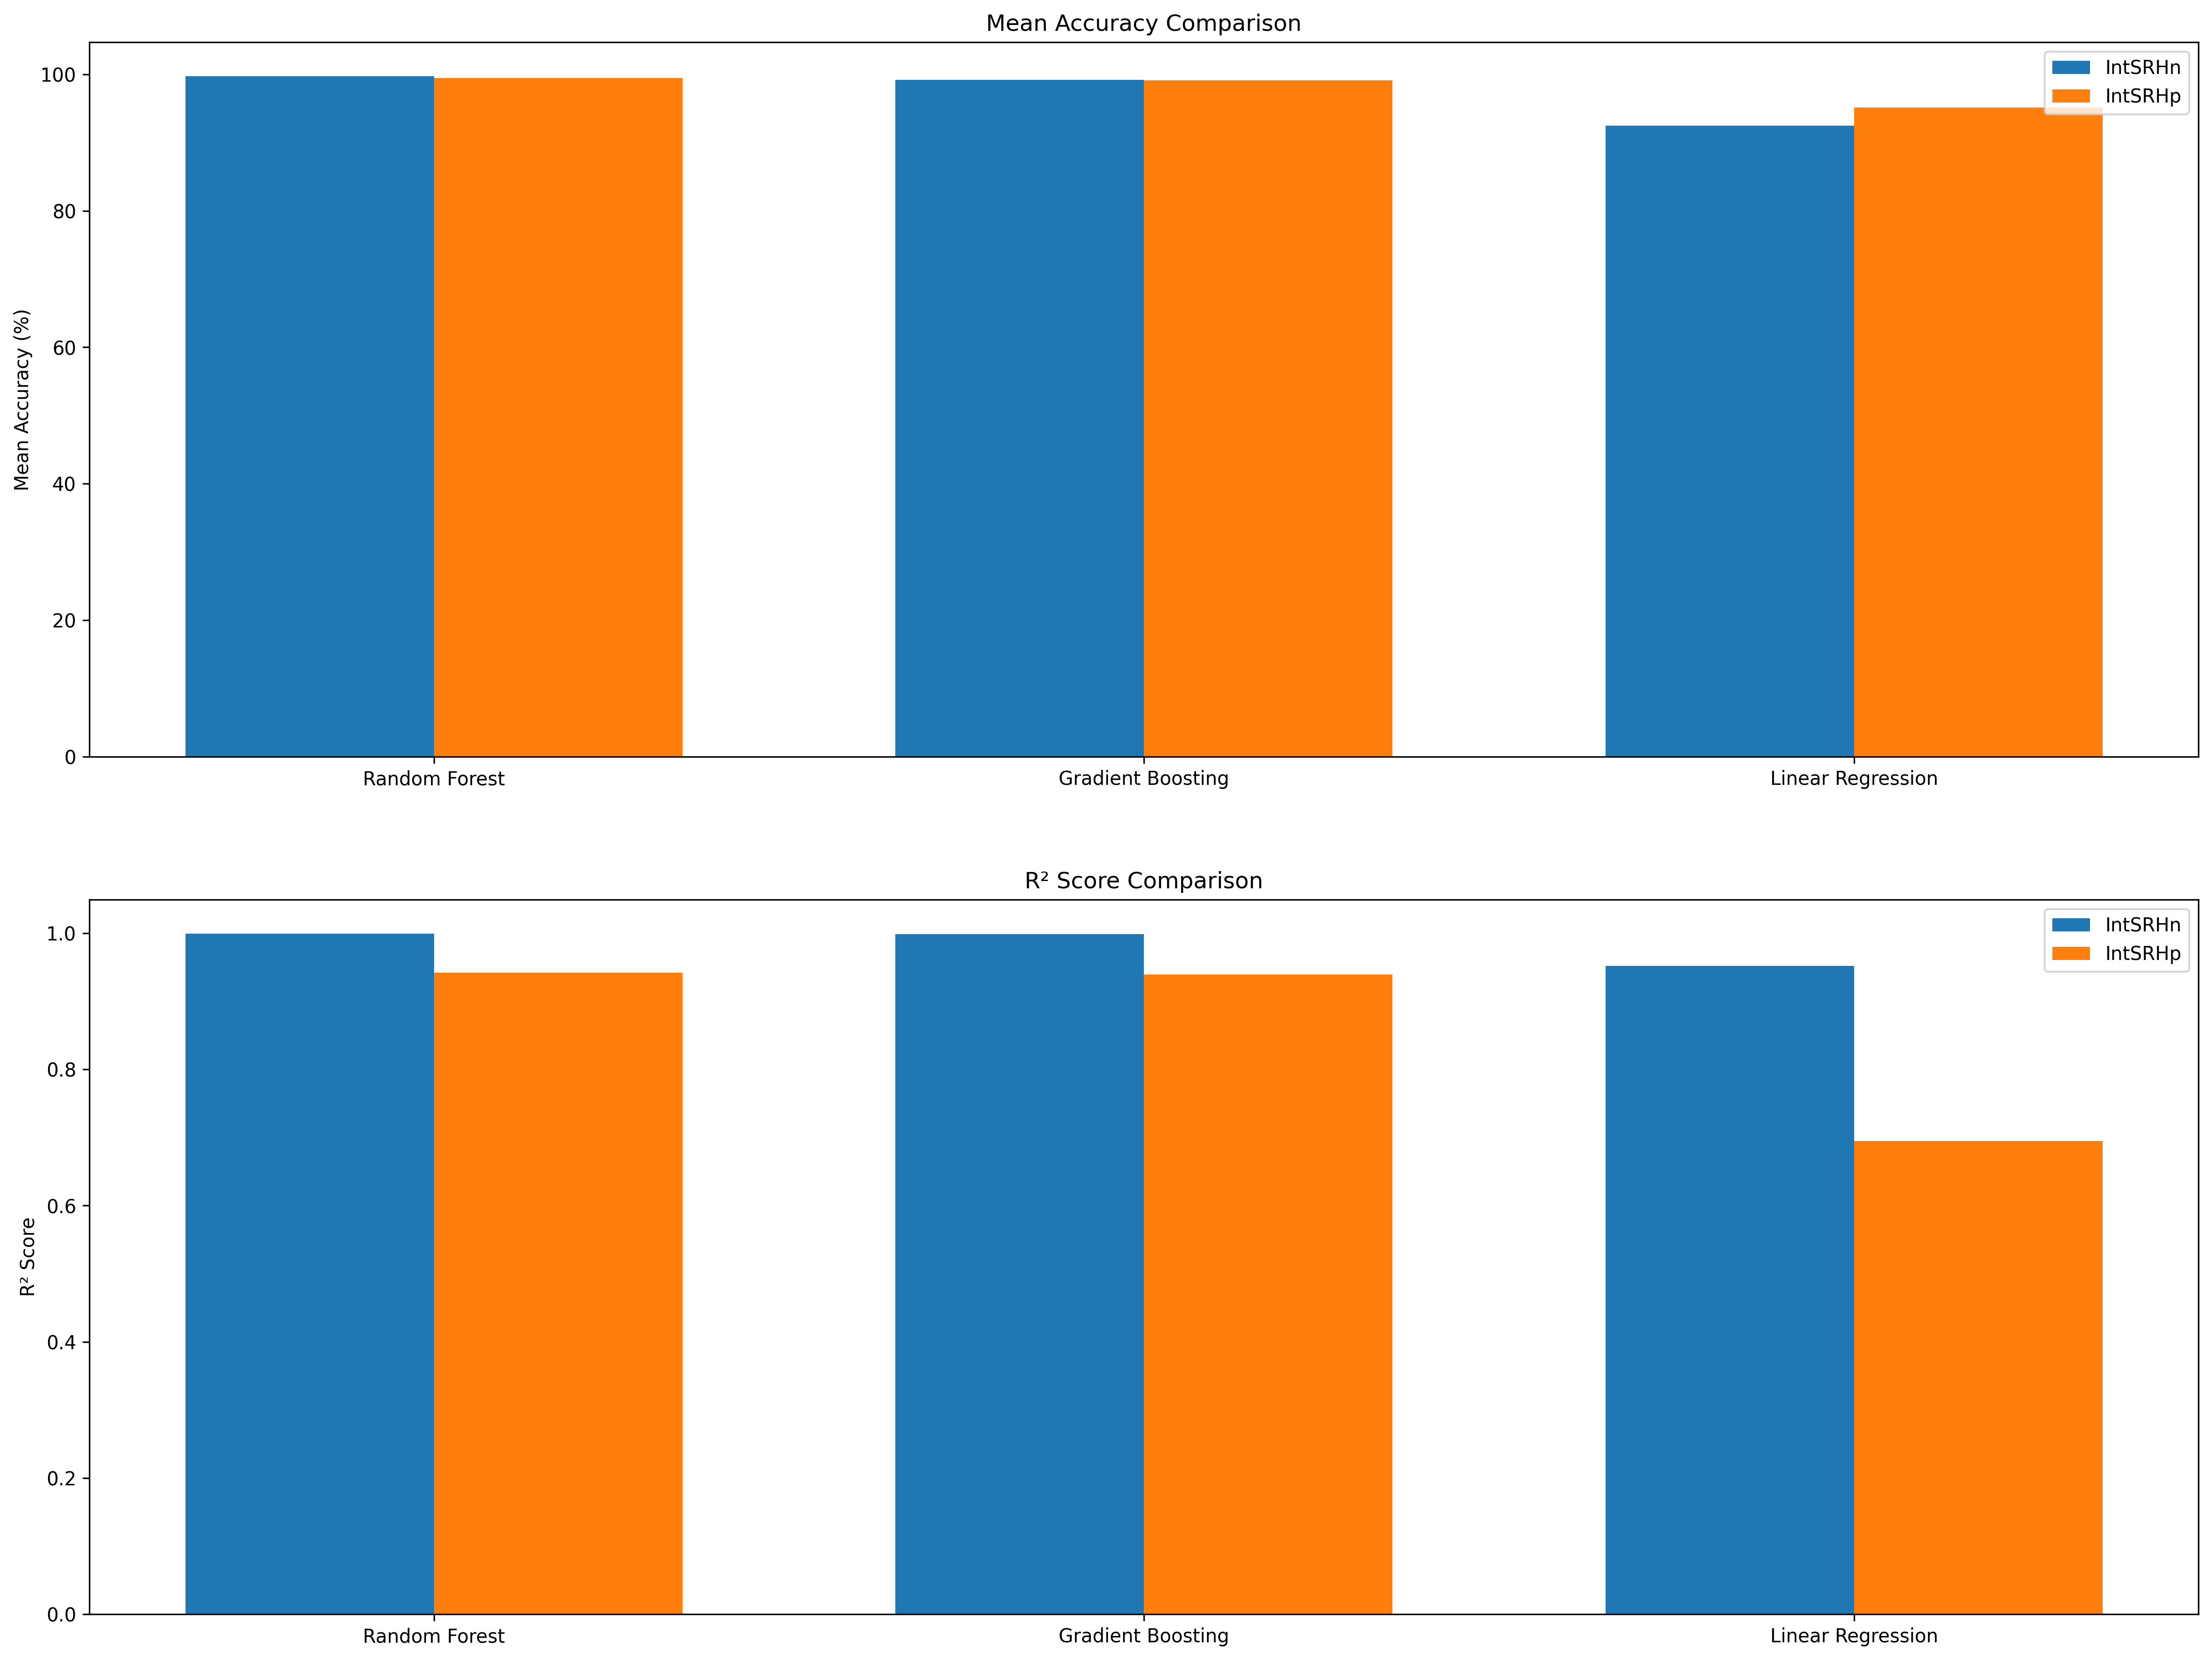 Mean Accuracy Comparison
Mean Accuracy (%)
100
80
60
40
20
0
IntSRHn
IntSRHp
Random Forest
Gradient Boosting
Linear Regression
R² Score Comparison
R² Score
1.0
0.8
0.6
0.4
0.2
0.0
IntSRHn
IntSRHp
Random Forest
Gradient Boosting
Linear Regression